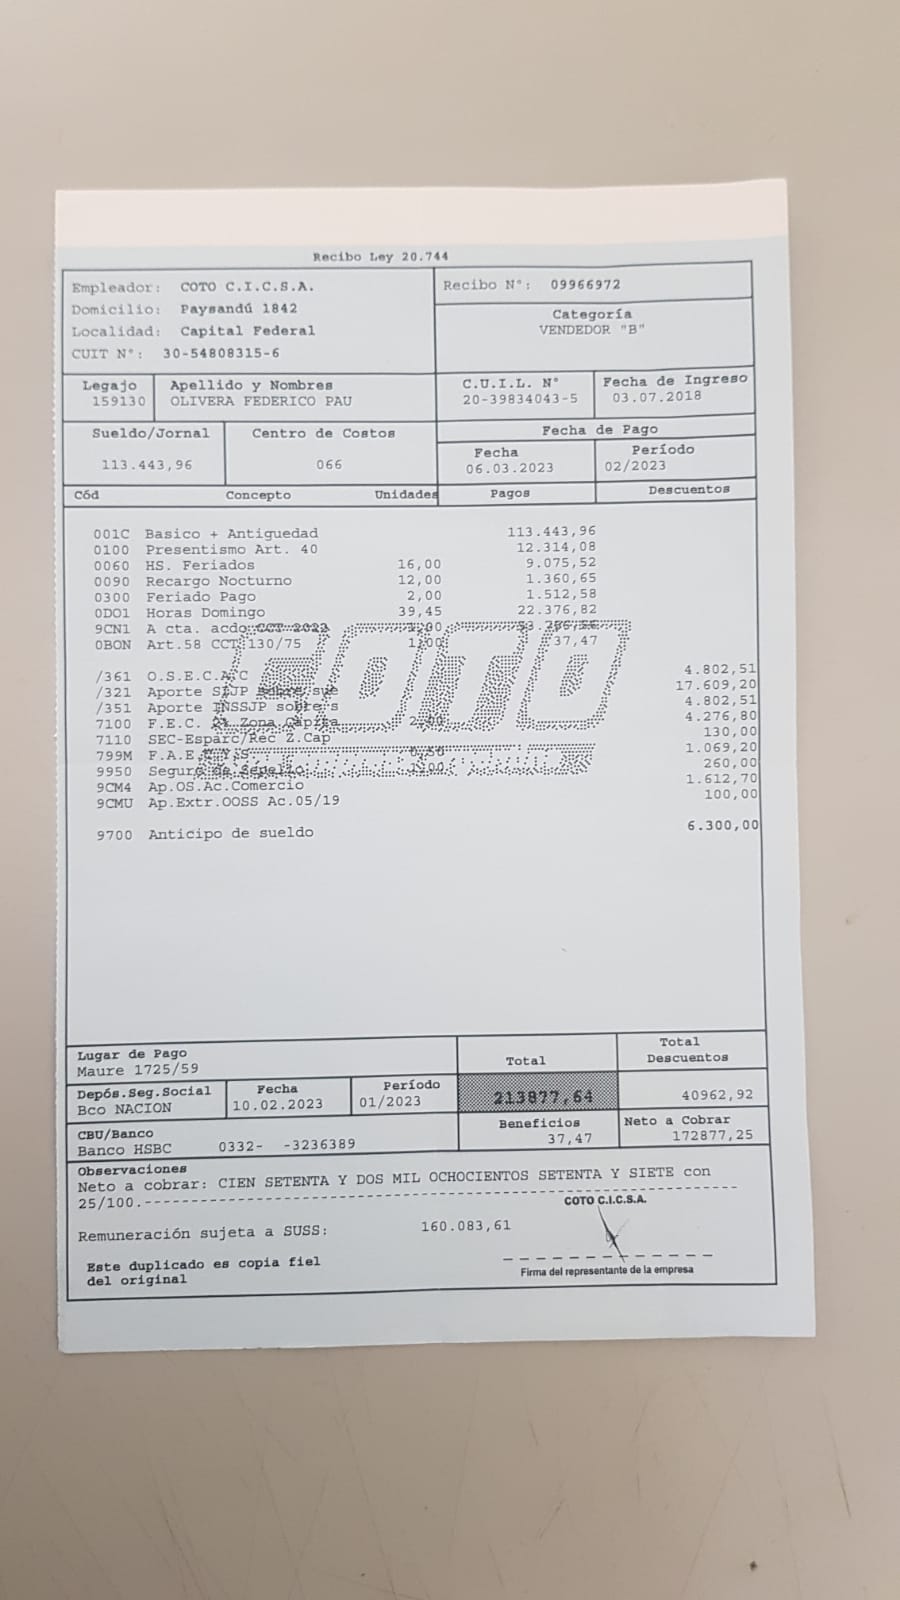 Recibo Ley 20.744
Empleador: COTO C.I.C.S.A.
Domicilio: Paysandú 1842
Localidad: Capital Federal
CUIT N°: 30-54808315-6
Recibo N°: 09966972
Categoría
VENDEDOR "B"
Legajo
159130
Apellido y Nombres
OLIVERA FEDERICO PAU
C.U.I.L. N°
20-39834043-5
Fecha de Ingreso
03.07.2018
Sueldo/Jornal
113.443,96
Centro de Costos
066
Fecha de Pago
Fecha
06.03.2023
Período
02/2023
Cód Concepto Unidades Pagos Descuentos
001C Basico + Antiguedad 113.443,96
0100 Presentismo Art. 40 12.314,08
0060 HS. Feriados 16,00 9.075,52
0090 Recargo Nocturno 12,00 1.360,65
0300 Feriado Pago 2,00 1.512,58
0DO1 Horas Domingo 39,45 22.376,82
9CN1 A cta. acdo CCT 2022 1,00
0BON Art.58 CCT 130/75 1,00 37,47
COTO
/361 O.S.E.C.A.C 4.802,51
/321 Aporte SIJP sobre sue 17.609,20
/351 Aporte INSSJP sobre s 4.802,51
7100 F.E.C. 2% Zona Capita 2,00 4.276,80
7110 SEC-Esparc/Rec Z.Cap 130,00
799M F.A.E.C.Y.S 0,50 1.069,20
9950 Seguro de Sepelio 1,00 260,00
9CM4 Ap.OS.Ac.Comercio 1.612,70
9CMU Ap.Extr.OOSS Ac.05/19 100,00
9700 Anticipo de sueldo 6.300,00
Lugar de Pago
Maure 1725/59
Total
213877,64
Total
Descuentos
40962,92
Depós.Seg.Social
Bco NACION
Fecha
10.02.2023
Período
01/2023
CBU/Banco
Banco HSBC 0332- -3236389
Beneficios
37,47
Neto a Cobrar
172877,25
Observaciones
Neto a cobrar: CIEN SETENTA Y DOS MIL OCHOCIENTOS SETENTA Y SIETE con
25/100.-
COTO C.I.C.S.A.
Remuneración sujeta a SUSS: 160.083,61
Este duplicado es copia fiel
del original
Firma del representante de la empresa